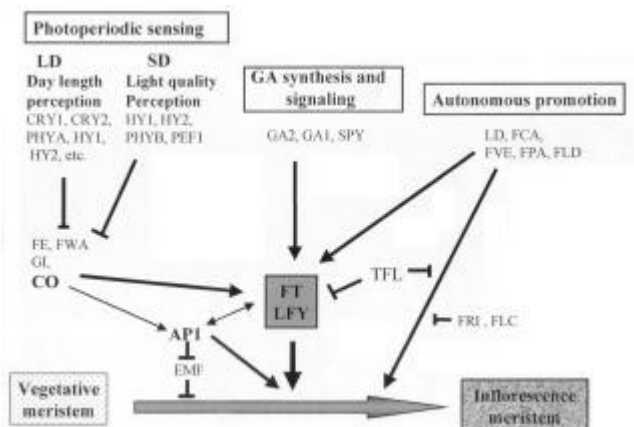 Photoperiodic sensing
LD
Day length
perception
CRY1, CRY2,
PHYA, HY1,
HY2, etc.
SD
Light quality
Perception
HY1, HY2,
PHYB, PEF1
GA synthesis and
signaling
GA2, GA1, SPY
Autonomous promotion
LD, FCA,
FVE, FPA, FLD
FE, FWA
GI,
CO
FT
LFY
TFL
FRI , FLC
AP1
EMF
Vegetative
meristem
Inflorescence
meristem